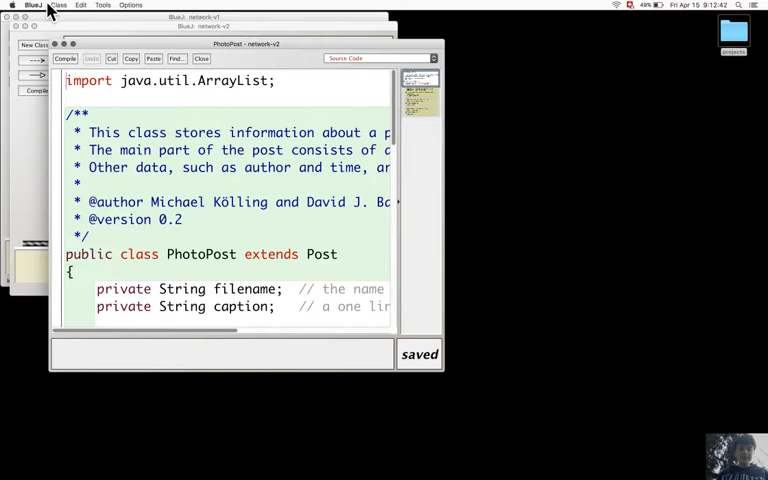 BlueJ Class Edit Tools Options 49% Fri Apr 15 9:12:42
BlueJ: network-v1
BlueJ: network-v2
New Class
Compile
PhotoPost - network-v2
Compile Undo Cut Copy Paste Find... Close Source Code
import java.util.ArrayList;
/**
* This class stores information about a p
* The main part of the post consists of a
* Other data, such as author and time, ar
*
* @author Michael Kölling and David J. Ba
* @version 0.2
*/
public class PhotoPost extends Post
{
private String filename; // the name
private String caption; // a one lin
saved
projects